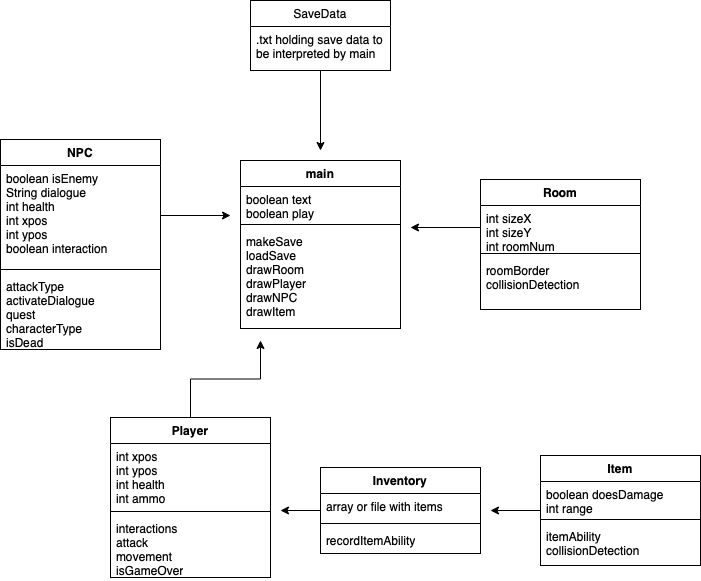 SaveData
.txt holding save data to
be interpreted by main
NPC
boolean isEnemy
String dialogue
int health
int xpos
int ypos
boolean interaction
attackType
activateDialogue
quest
characterType
isDead
main
boolean text
boolean play
makeSave
loadSave
drawRoom
drawPlayer
drawNPC
drawItem
Room
int sizeX
int sizeY
int roomNum
roomBorder
collisionDetection
Player
int xpos
int ypos
int health
int ammo
interactions
attack
movement
isGameOver
Inventory
array or file with items
recordItemAbility
Item
boolean doesDamage
int range
itemAbility
collisionDetection